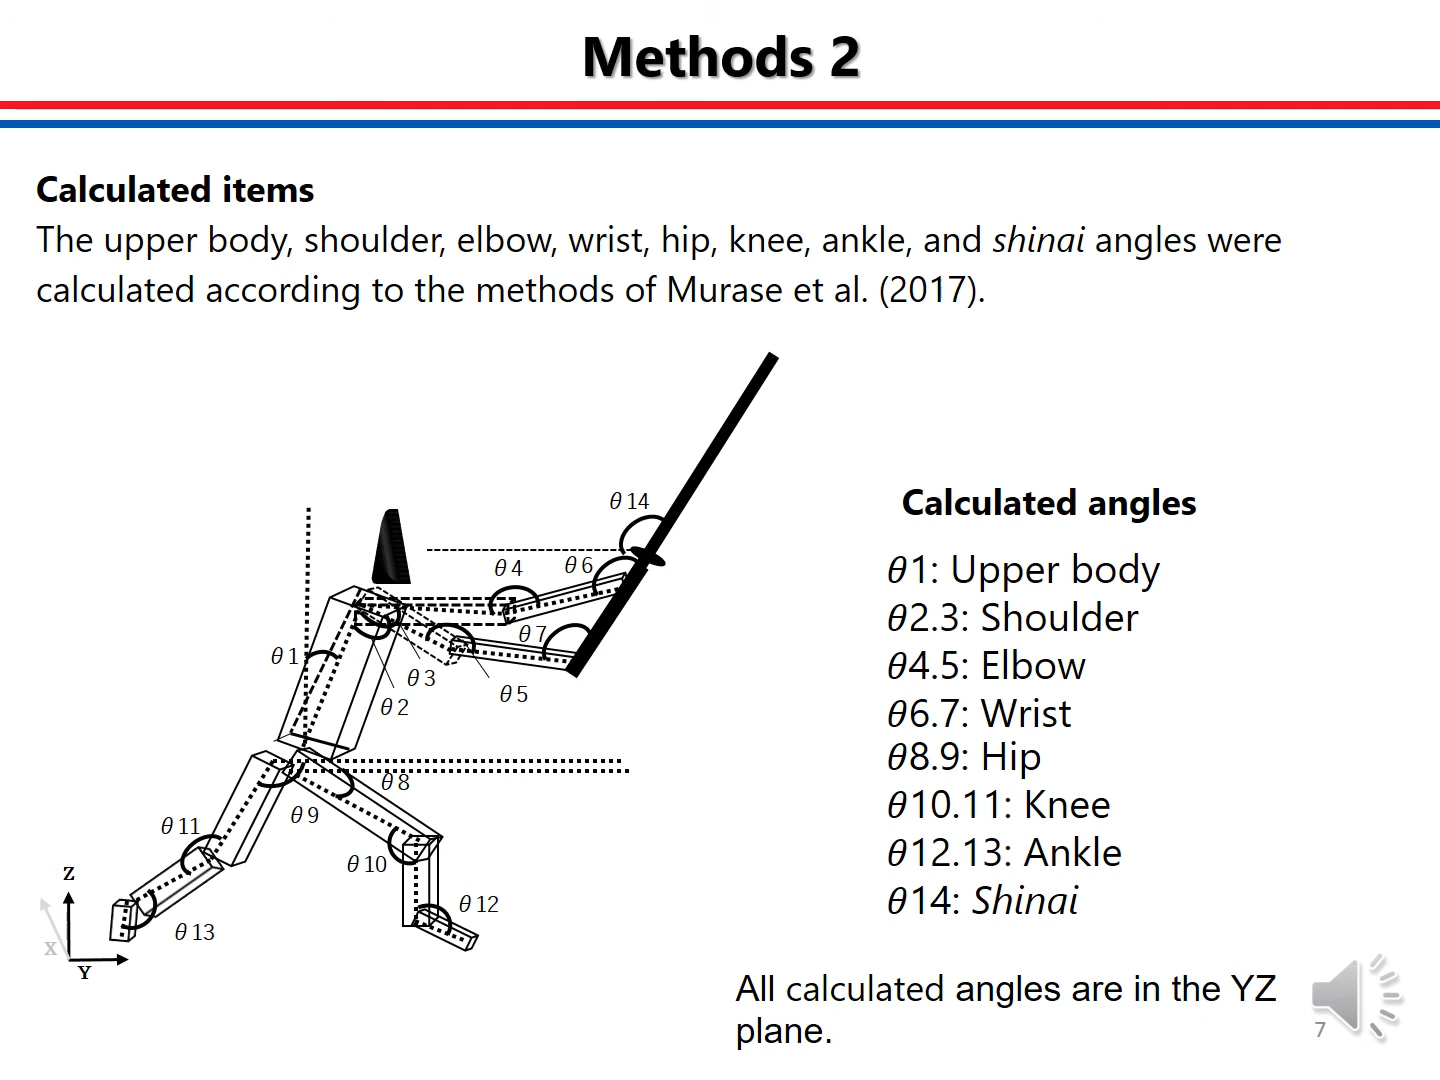 Methods 2
Calculated items
The upper body, shoulder, elbow, wrist, hip, knee, ankle, and shinai angles were
calculated according to the methods of Murase et al. (2017).
θ14
θ4
θ6
θ7
θ1
θ3
θ5
θ2
θ8
θ9
θ11
θ10
θ12
θ13
Z
X
Y
Calculated angles
θ1: Upper body
θ2.3: Shoulder
θ4.5: Elbow
θ6.7: Wrist
θ8.9: Hip
θ10.11: Knee
θ12.13: Ankle
θ14: Shinai
All calculated angles are in the YZ
plane.
7